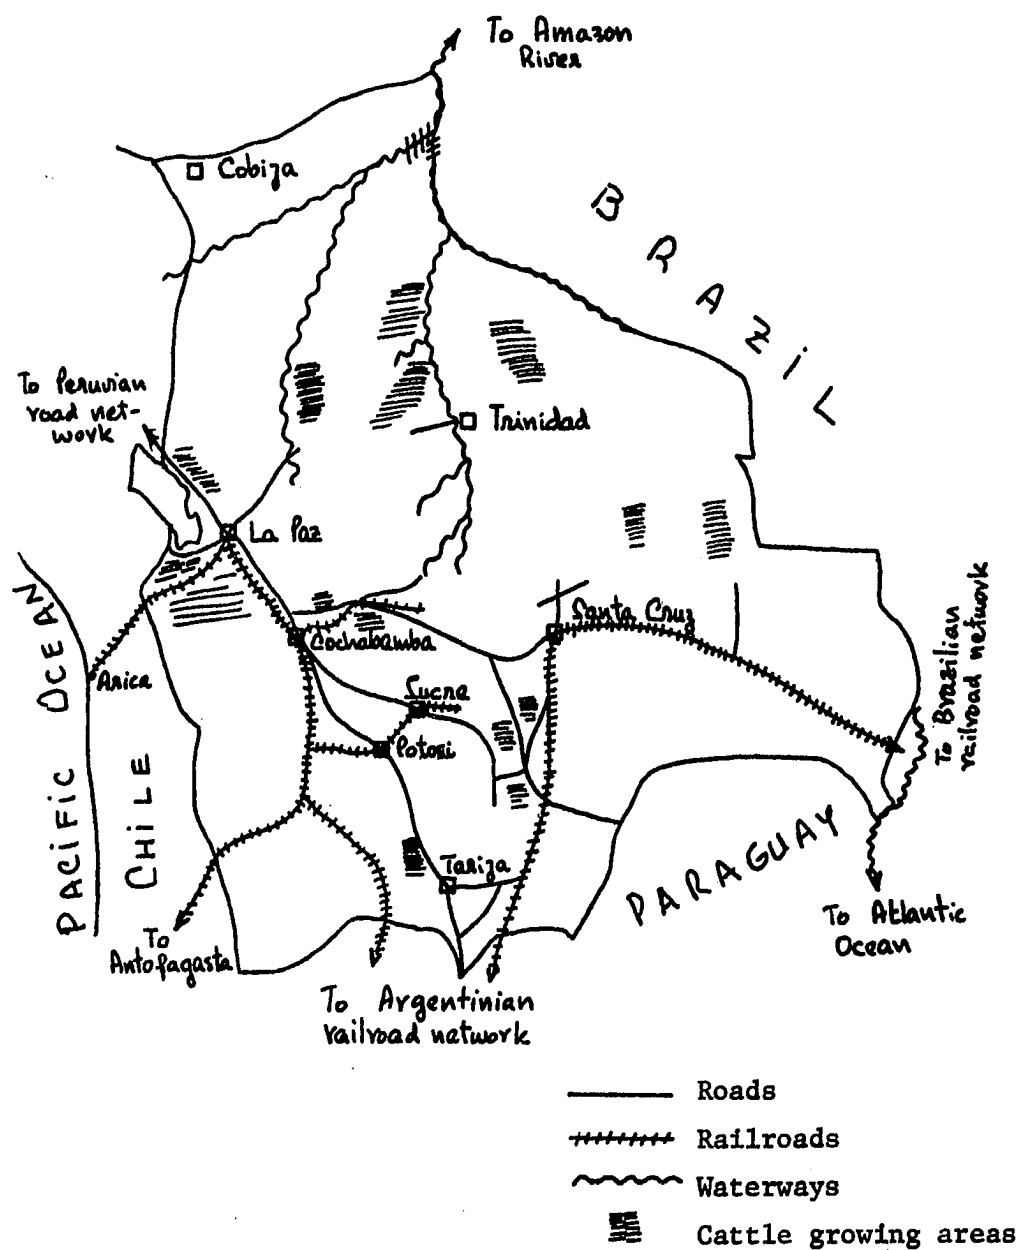 To Amazon
River
Cobija
BRAZIL
To Peruvian
road net-
work
Trinidad
La Paz
Santa Cruz
Cochabamba
Arica
Sucre
Potosi
To Brazilian
railroad network
PACIFIC OCEAN
CHILE
Tarija
PARAGUAY
To Atlantic
Ocean
To
Antofagasta
To Argentinian
railroad network
Roads
Railroads
Waterways
Cattle growing areas